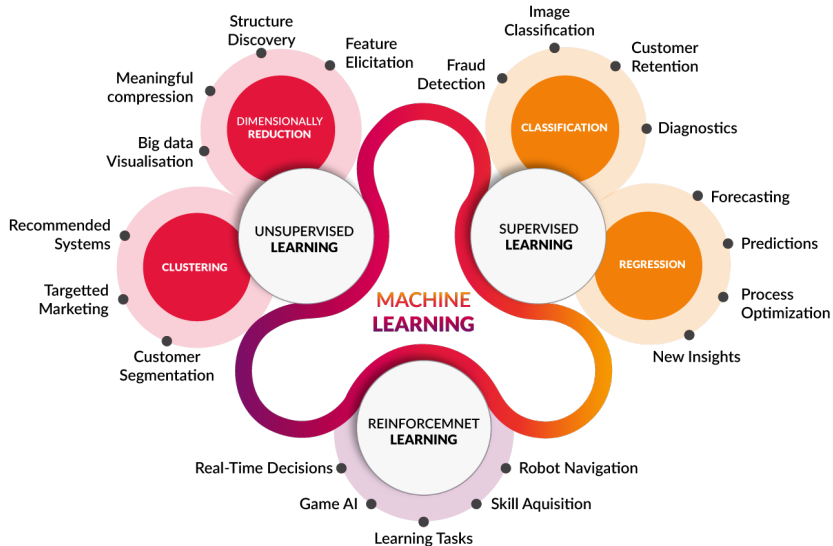 Structure
Discovery
Feature
Elicitation
Meaningful
compression
Big data
Visualisation
DIMENSIONALLY
REDUCTION
UNSUPERVISED
LEARNING
Recommended
Systems
Targetted
Marketing
Customer
Segmentation
CLUSTERING
Image
Classification
Fraud
Detection
Customer
Retention
Diagnostics
CLASSIFICATION
SUPERVISED
LEARNING
Forecasting
Predictions
Process
Optimization
New Insights
REGRESSION
MACHINE
LEARNING
REINFORCEMNET
LEARNING
Real-Time Decisions
Game AI
Learning Tasks
Skill Aquisition
Robot Navigation